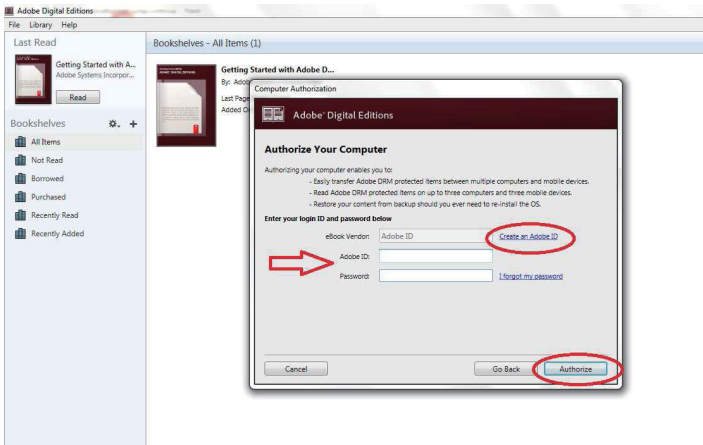 Adobe Digital Editions
File Library Help
Last Read
Getting Started with A...
Adobe Systems Incorpor...
Read
Bookshelves
All Items
Not Read
Borrowed
Purchased
Recently Read
Recently Added
Bookshelves - All Items (1)
Getting Started with Adobe D...
By: Adob
Last Page
Added O
Computer Authorization
Adobe® Digital Editions
Authorize Your Computer
Authorizing your computer enables you to:
- Easily transfer Adobe DRM protected items between multiple computers and mobile devices.
- Read Adobe DRM protected items on up to three computers and three mobile devices.
- Restore your content from backup should you ever need to re-install the OS.
Enter your login ID and password below
eBook Vendor: Adobe ID Create an Adobe ID
Adobe ID:
Password: I forgot my password
Cancel Go Back Authorize